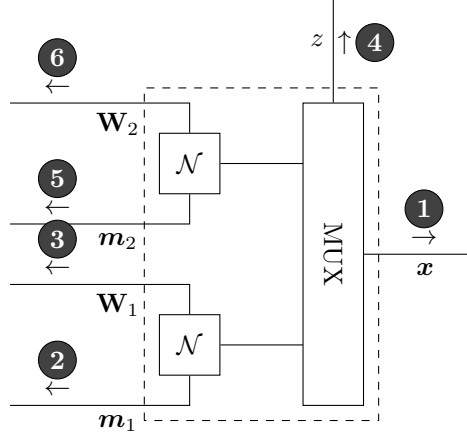 6
←
z ↑ 4
W₂
𝒩
5
←
m₂
3
←
1
→
x
MUX
W₁
𝒩
2
←
m₁